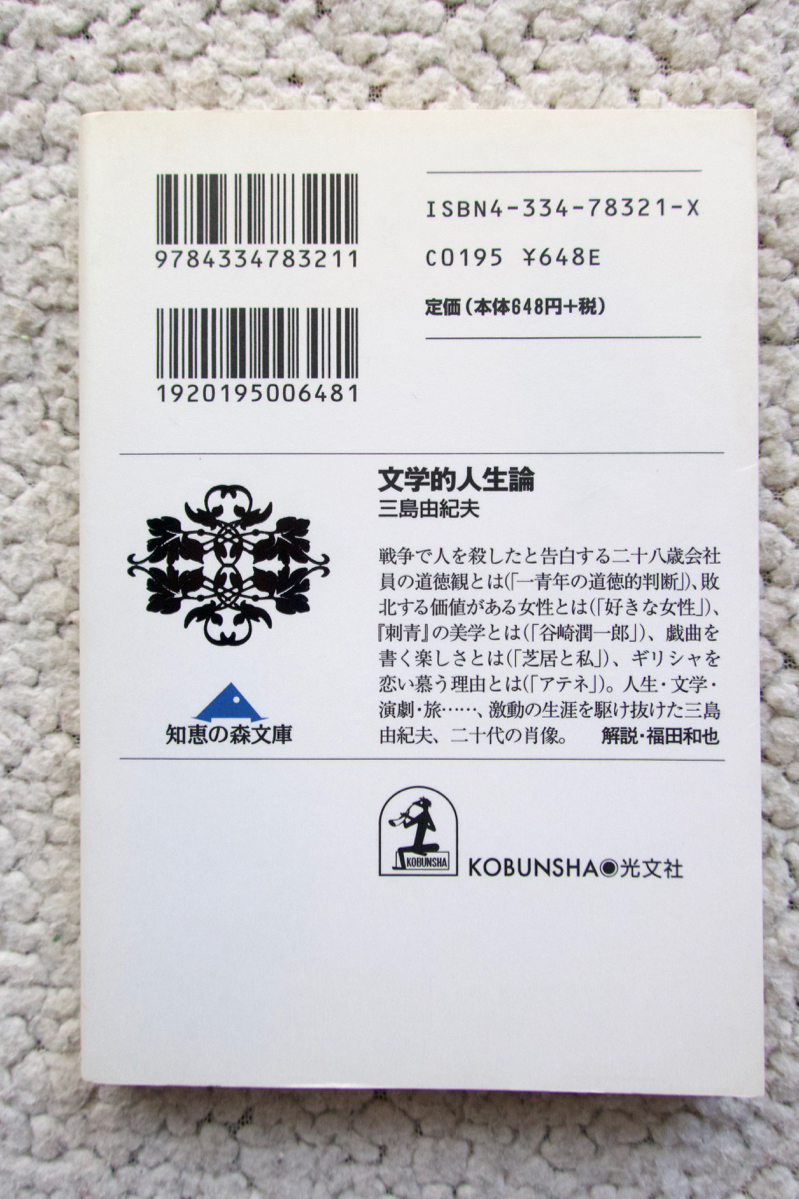 9784334783211
ISBN4-334-78321-X
C0195 ¥648E
定価(本体648円+税)
1920195006481
文学的人生論
三島由紀夫
戦争で人を殺したと告白する二十八歳会社
員の道徳観とは(「一青年の道徳的判断」)、敗
北する価値がある女性とは(「好きな女性」)、
『刺青』の美学とは(「谷崎潤一郎」)、戯曲を
書く楽しさとは(「芝居と私」)、ギリシャを
恋い慕う理由とは(「アテネ」)。人生・文学・
演劇・旅……、激動の生涯を駆け抜けた三島
由紀夫、二十代の肖像。 解説・福田和也
知恵の森文庫
KOBUNSHA
KOBUNSHA◉光文社